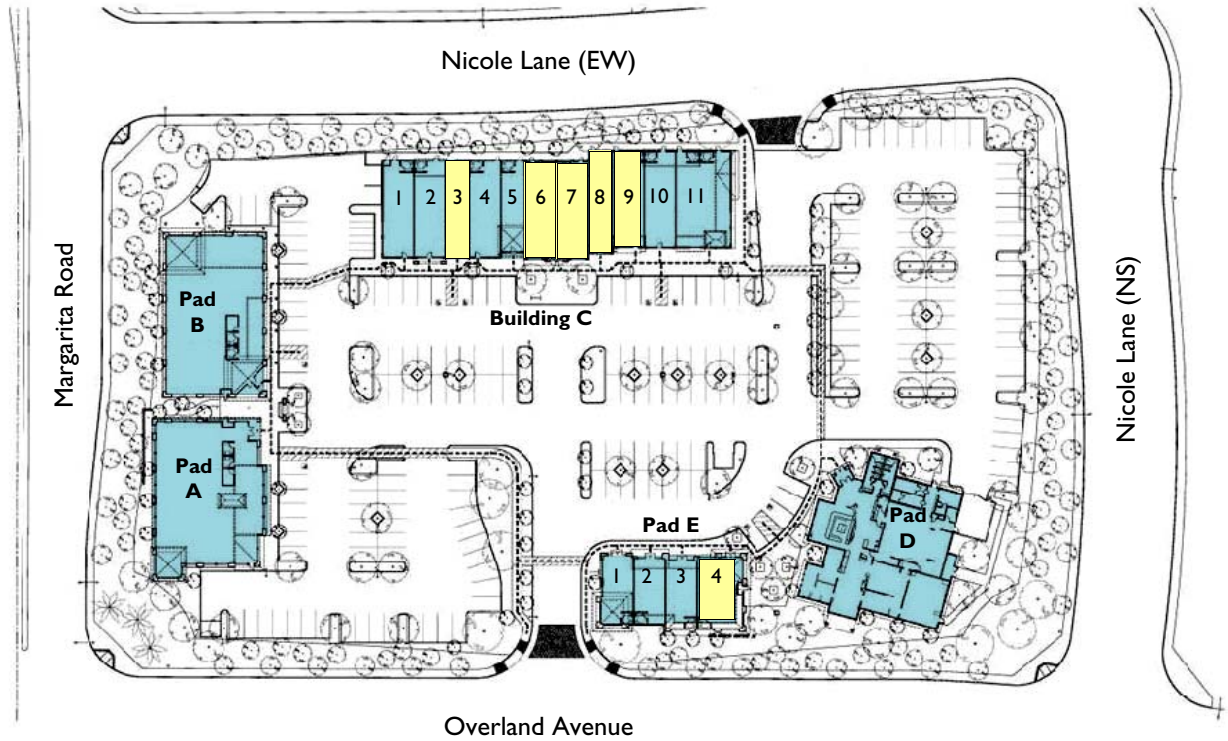 Nicole Lane (EW)
1 2 3 4 5 6 7 8 9 10 11
Building C
Pad
B
Pad
A
Margarita Road
Nicole Lane (NS)
Pad E
1 2 3 4
Pad
D
Overland Avenue